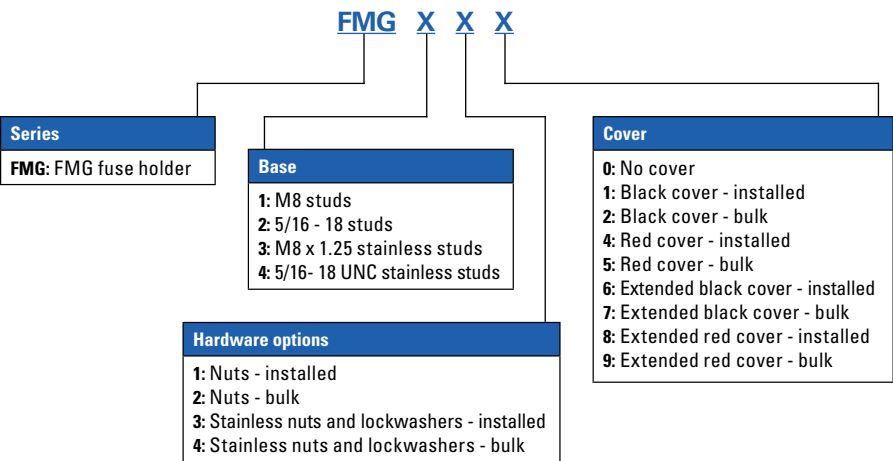 FMG X X X
Series
FMG: FMG fuse holder
Base
1: M8 studs
2: 5/16 - 18 studs
3: M8 x 1.25 stainless studs
4: 5/16- 18 UNC stainless studs
Hardware options
1: Nuts - installed
2: Nuts - bulk
3: Stainless nuts and lockwashers - installed
4: Stainless nuts and lockwashers - bulk
Cover
0: No cover
1: Black cover - installed
2: Black cover - bulk
4: Red cover - installed
5: Red cover - bulk
6: Extended black cover - installed
7: Extended black cover - bulk
8: Extended red cover - installed
9: Extended red cover - bulk